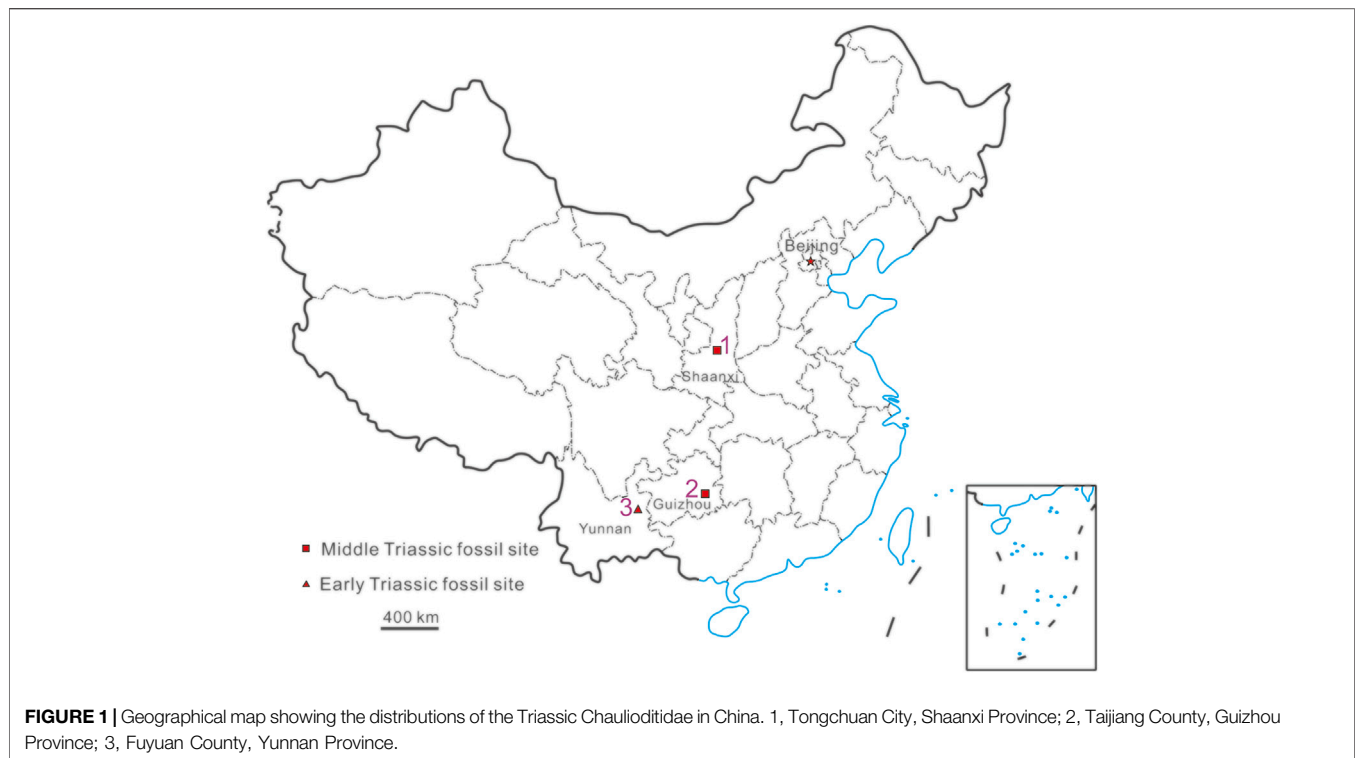 Beijing
1
Shaanxi
2
Guizhou
3
Yunnan
Middle Triassic fossil site
Early Triassic fossil site
400 km
FIGURE 1 | Geographical map showing the distributions of the Triassic Chaulioditidae in China. 1, Tongchuan City, Shaanxi Province; 2, Taijiang County, Guizhou
Province; 3, Fuyuan County, Yunnan Province.